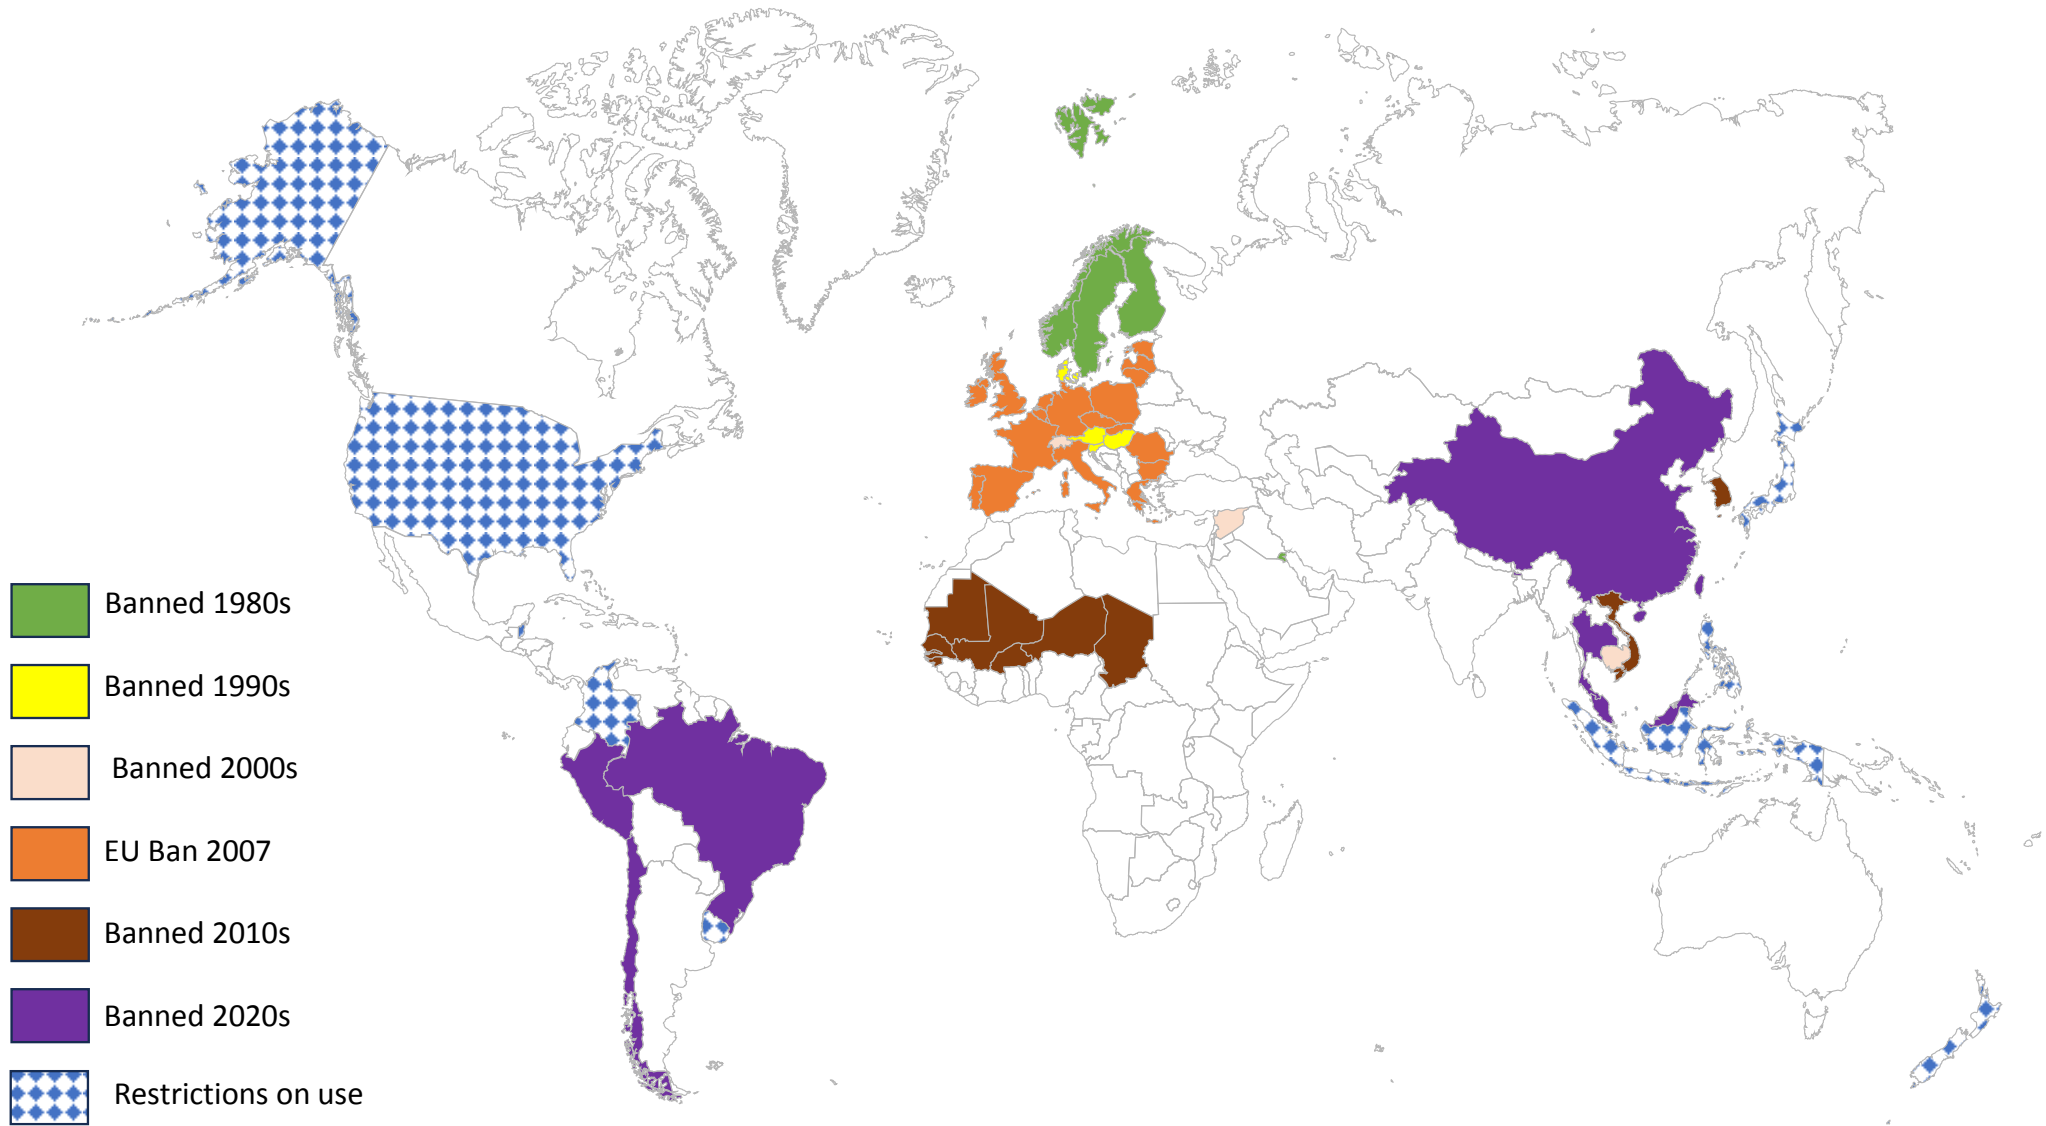 Banned 1980s
Banned 1990s
Banned 2000s
EU Ban 2007
Banned 2010s
Banned 2020s
Restrictions on use